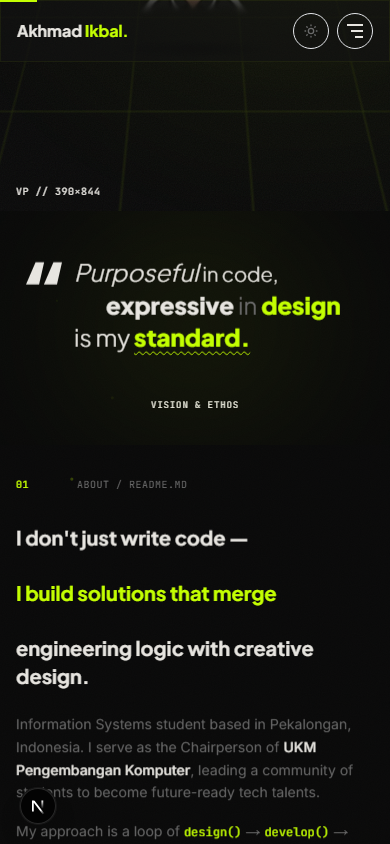 Akhmad Ikbal.
VP // 390×844
Purposeful in code,
expressive in design
is my standard.
VISION & ETHOS
01 ABOUT / README.MD
I don't just write code —
I build solutions that merge
engineering logic with creative
design.
Information Systems student based in Pekalongan,
Indonesia. I serve as the Chairperson of UKM
Pengembangan Komputer, leading a community of
students to become future-ready tech talents.
N
My approach is a loop of design() → develop() →